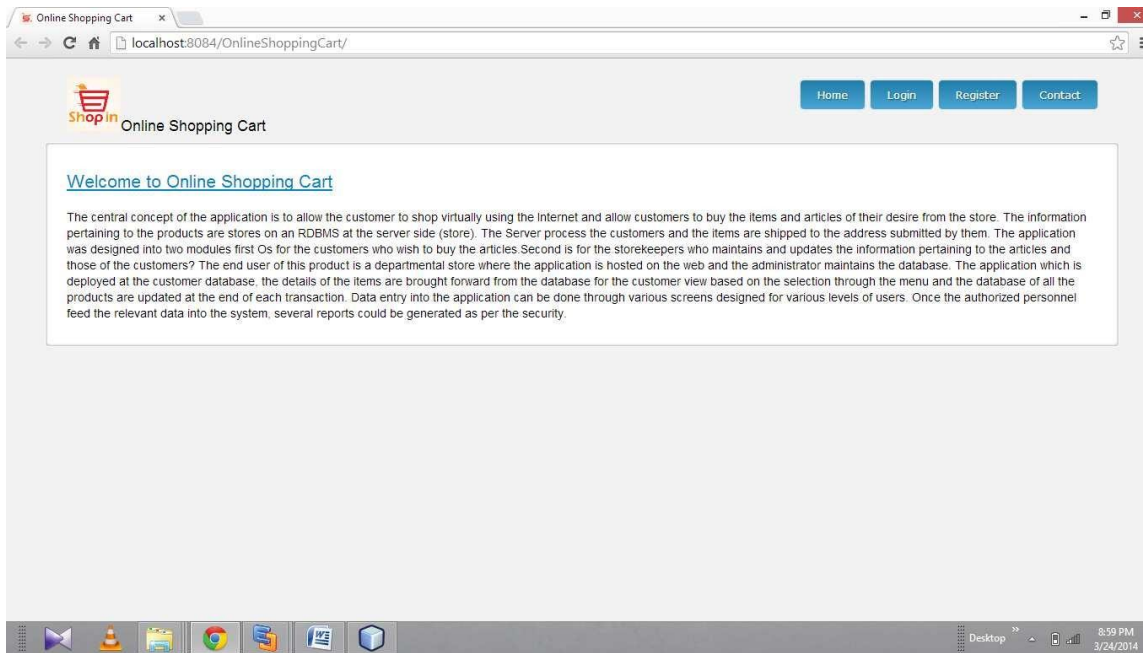 Online Shopping Cart
localhost:8084/OnlineShoppingCart/
Shop in
Online Shopping Cart
Home Login Register Contact
Welcome to Online Shopping Cart
The central concept of the application is to allow the customer to shop virtually using the Internet and allow customers to buy the items and articles of their desire from the store. The information
pertaining to the products are stores on an RDBMS at the server side (store). The Server process the customers and the items are shipped to the address submitted by them. The application
was designed into two modules first Os for the customers who wish to buy the articles.Second is for the storekeepers who maintains and updates the information pertaining to the articles and
those of the customers? The end user of this product is a departmental store where the application is hosted on the web and the administrator maintains the database. The application which is
deployed at the customer database, the details of the items are brought forward from the database for the customer view based on the selection through the menu and the database of all the
products are updated at the end of each transaction. Data entry into the application can be done through various screens designed for various levels of users. Once the authorized personnel
feed the relevant data into the system, several reports could be generated as per the security.
Desktop
8:59 PM
3/24/2014